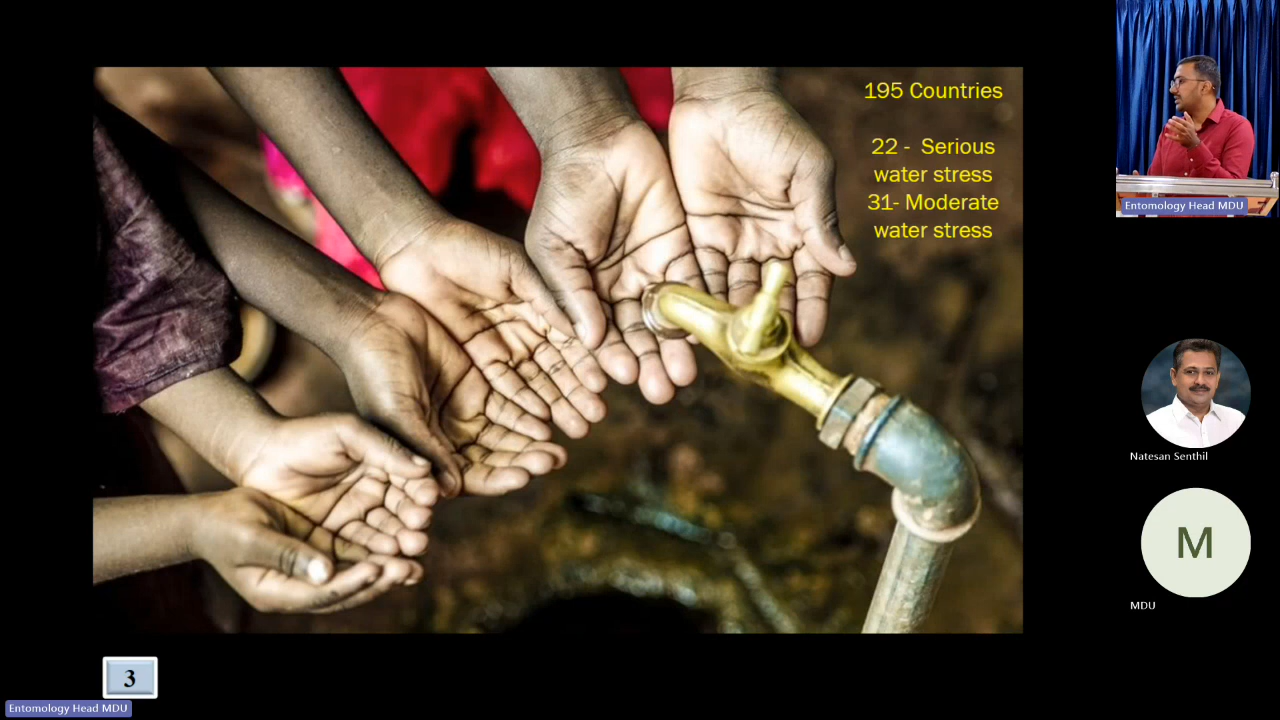 195 Countries
22 - Serious
water stress
31- Moderate
water stress
Entomology Head MDU
Natesan Senthil
M
MDU
3
Entomology Head MDU